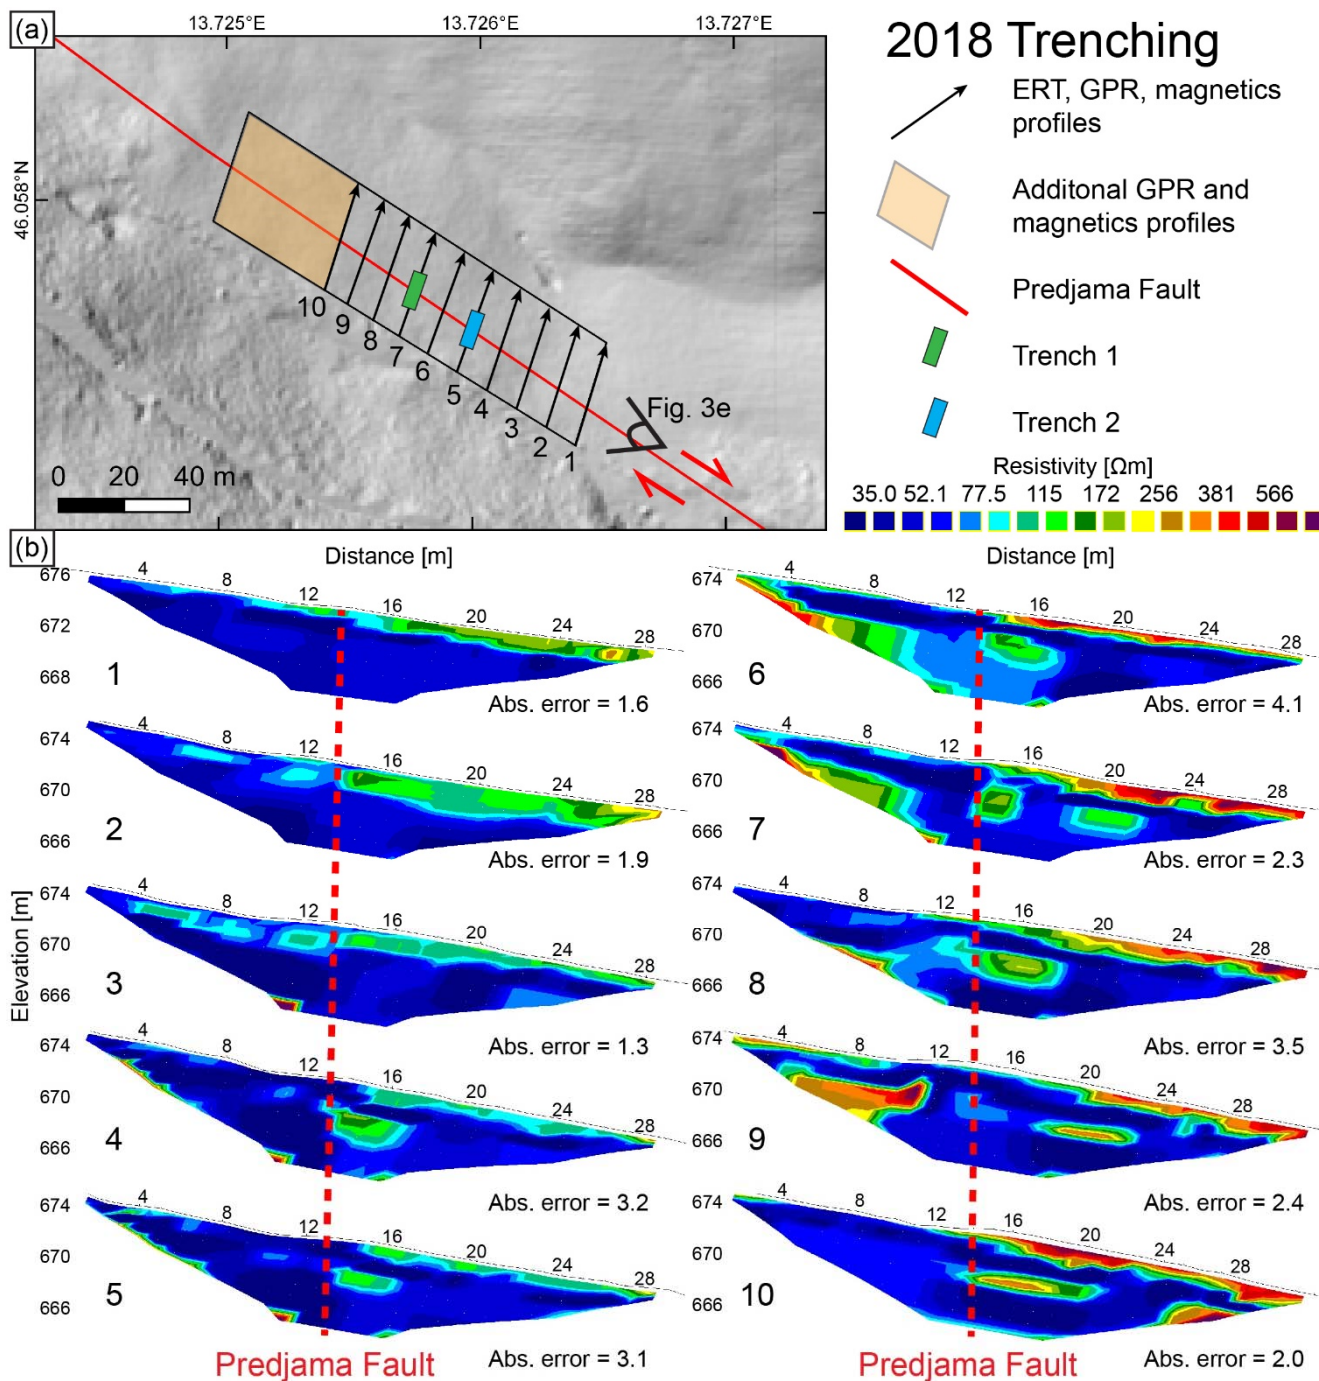 (a)
13.725°E
13.726°E
13.727°E
46.058°N
10
9
8
7
6
5
4
3
2
1
Fig. 3e
0 20 40 m
2018 Trenching
ERT, GPR, magnetics
profiles
Additonal GPR and
magnetics profiles
Predjama Fault
Trench 1
Trench 2
Resistivity [Ωm]
35.0 52.1 77.5 115 172 256 381 566
(b)
Distance [m]
Distance [m]
Elevation [m]
676
672
668
4 8 12 16 20 24 28
1
Abs. error = 1.6
674
670
666
4 8 12 16 20 24 28
2
Abs. error = 1.9
674
670
666
4 8 12 16 20 24 28
3
Abs. error = 1.3
674
670
666
4 8 12 16 20 24 28
4
Abs. error = 3.2
674
670
666
4 8 12 16 20 24 28
5
Abs. error = 3.1
Predjama Fault
674
670
666
4 8 12 16 20 24 28
6
Abs. error = 4.1
674
670
666
4 8 12 16 20 24 28
7
Abs. error = 2.3
674
670
666
4 8 12 16 20 24 28
8
Abs. error = 3.5
674
670
666
4 8 12 16 20 24 28
9
Abs. error = 2.4
674
670
666
4 8 12 16 20 24 28
10
Abs. error = 2.0
Predjama Fault